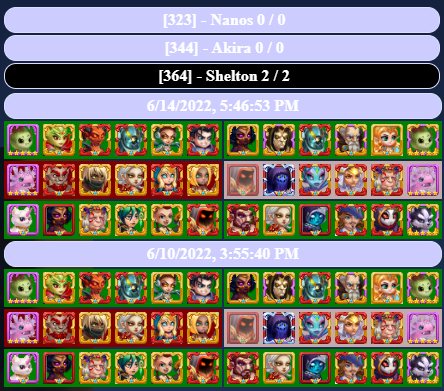 [323] - Nanos 0 / 0
[344] - Akira 0 / 0
[364] - Shelton 2 / 2
6/14/2022, 5:46:53 PM
6/10/2022, 3:55:40 PM